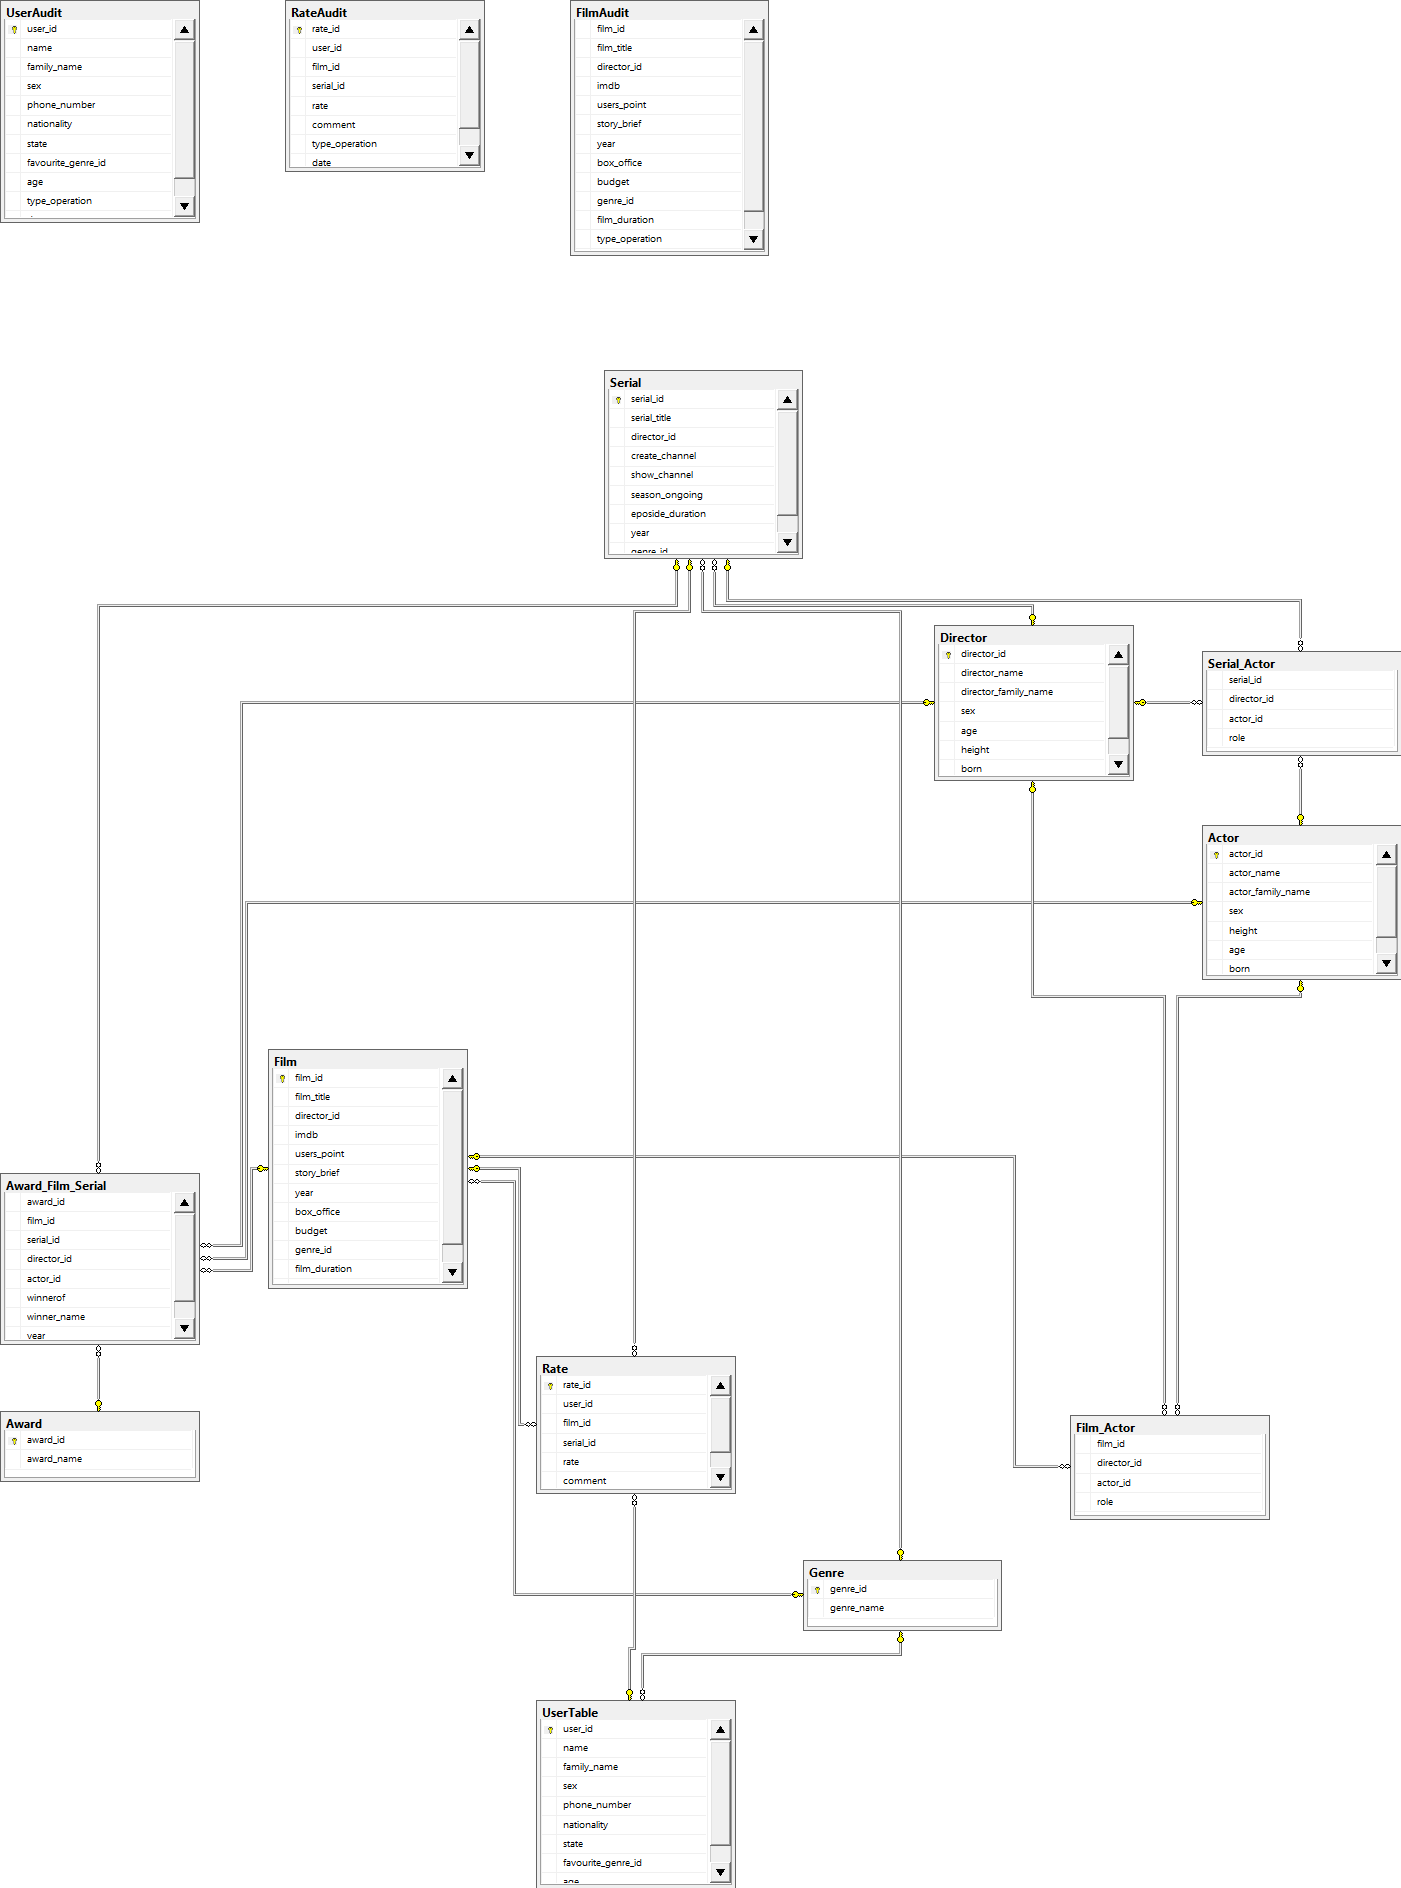 UserAudit
user_id
name
family_name
sex
phone_number
nationality
state
favourite_genre_id
age
type_operation
RateAudit
rate_id
user_id
film_id
serial_id
rate
comment
type_operation
date
FilmAudit
film_id
film_title
director_id
imdb
users_point
story_brief
year
box_office
budget
genre_id
film_duration
type_operation
Serial
serial_id
serial_title
director_id
create_channel
show_channel
season_ongoing
eposide_duration
year
genre_id
Director
director_id
director_name
director_family_name
sex
age
height
born
Serial_Actor
serial_id
director_id
actor_id
role
Actor
actor_id
actor_name
actor_family_name
sex
height
age
born
Film
film_id
film_title
director_id
imdb
users_point
story_brief
year
box_office
budget
genre_id
film_duration
Award_Film_Serial
award_id
film_id
serial_id
director_id
actor_id
winnerof
winner_name
year
Rate
rate_id
user_id
film_id
serial_id
rate
comment
Award
award_id
award_name
Film_Actor
film_id
director_id
actor_id
role
Genre
genre_id
genre_name
UserTable
user_id
name
family_name
sex
phone_number
nationality
state
favourite_genre_id
age